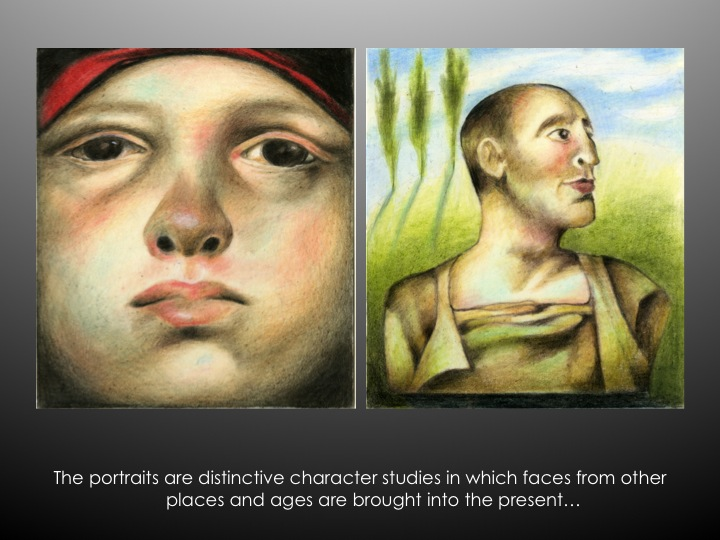 The portraits are distinctive character studies in which faces from other
places and ages are brought into the present…